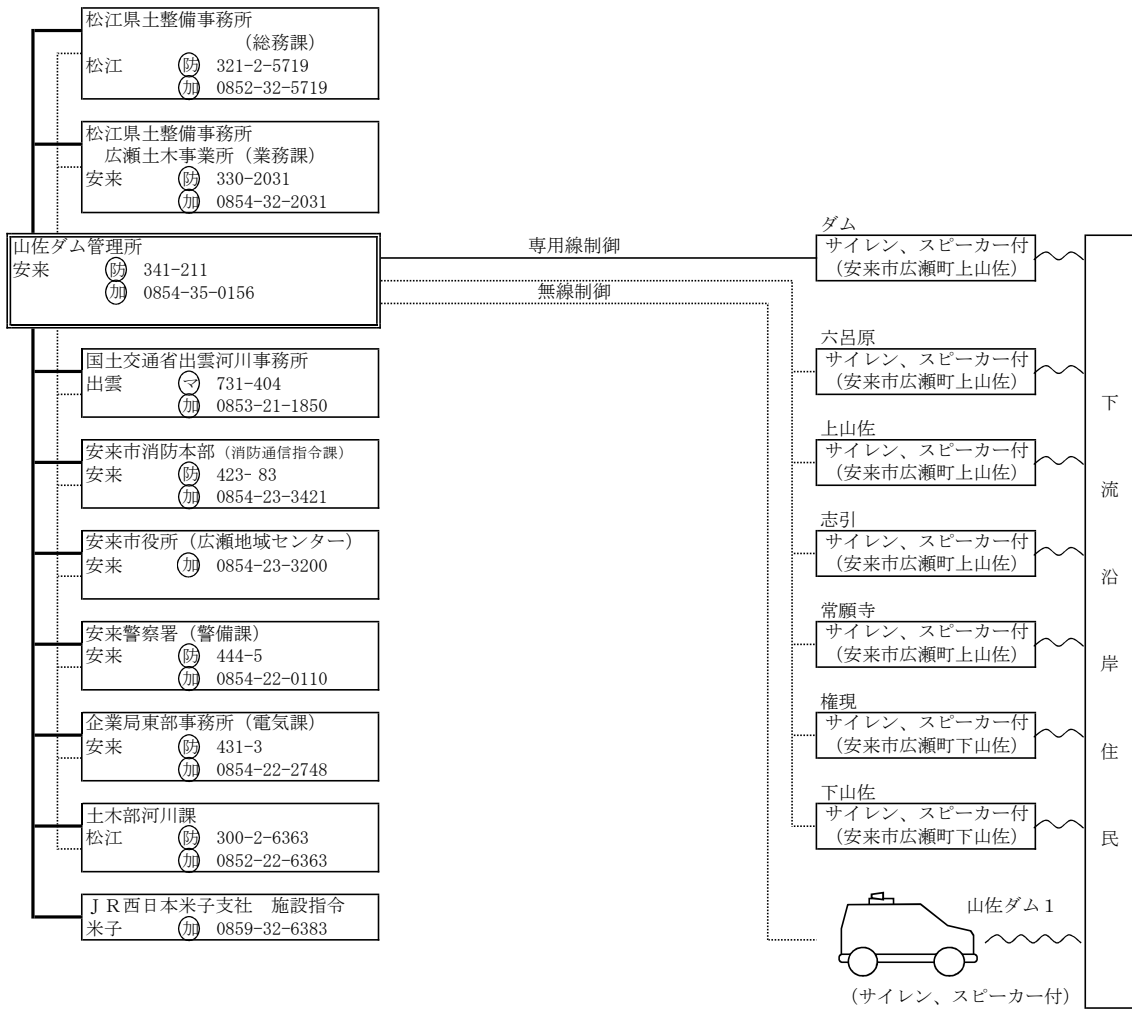 松江県土整備事務所
(総務課)
松江 防 321-2-5719
加 0852-32-5719
松江県土整備事務所
広瀬土木事業所(業務課)
安来 防 330-2031
加 0854-32-2031
山佐ダム管理所
安来 防 341-211
加 0854-35-0156
国土交通省出雲河川事務所
出雲 マ 731-404
加 0853-21-1850
安来市消防本部(消防通信指令課)
安来 防 423- 83
加 0854-23-3421
安来市役所(広瀬地域センター)
安来 加 0854-23-3200
安来警察署(警備課)
安来 防 444-5
加 0854-22-0110
企業局東部事務所(電気課)
安来 防 431-3
加 0854-22-2748
土木部河川課
松江 防 300-2-6363
加 0852-22-6363
JR西日本米子支社 施設指令
米子 加 0859-32-6383
専用線制御
無線制御
ダム
サイレン、スピーカー付
(安来市広瀬町上山佐)
六呂原
サイレン、スピーカー付
(安来市広瀬町上山佐)
上山佐
サイレン、スピーカー付
(安来市広瀬町上山佐)
志引
サイレン、スピーカー付
(安来市広瀬町上山佐)
常願寺
サイレン、スピーカー付
(安来市広瀬町上山佐)
権現
サイレン、スピーカー付
(安来市広瀬町下山佐)
下山佐
サイレン、スピーカー付
(安来市広瀬町下山佐)
山佐ダム1
(サイレン、スピーカー付)
下流沿岸住民